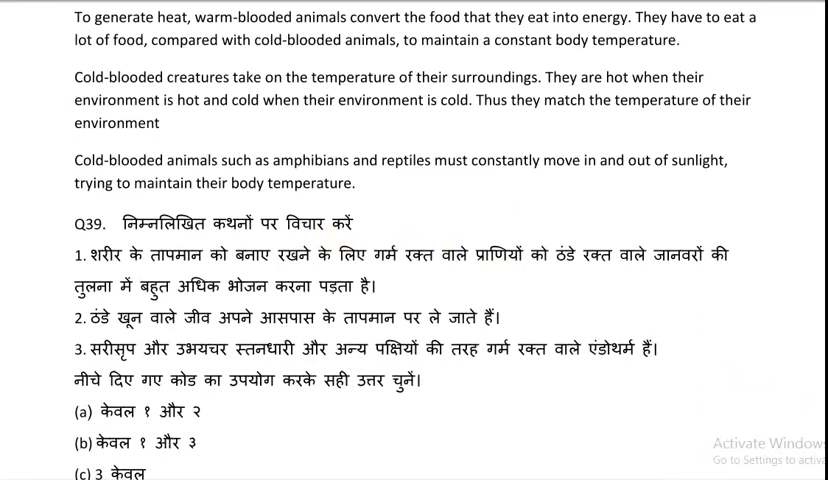 To generate heat, warm-blooded animals convert the food that they eat into energy. They have to eat a
lot of food, compared with cold-blooded animals, to maintain a constant body temperature.
Cold-blooded creatures take on the temperature of their surroundings. They are hot when their
environment is hot and cold when their environment is cold. Thus they match the temperature of their
environment
Cold-blooded animals such as amphibians and reptiles must constantly move in and out of sunlight,
trying to maintain their body temperature.
Q39. निम्नलिखित कथनों पर विचार करें
1. शरीर के तापमान को बनाए रखने के लिए गर्म रक्त वाले प्राणियों को ठंडे रक्त वाले जानवरों की
तुलना में बहुत अधिक भोजन करना पड़ता है।
2. ठंडे खून वाले जीव अपने आसपास के तापमान पर ले जाते हैं।
3. सरीसृप और उभयचर स्तनधारी और अन्य पक्षियों की तरह गर्म रक्त वाले एंडोथर्म हैं।
नीचे दिए गए कोड का उपयोग करके सही उत्तर चुनें।
(a) केवल १ और २
(b) केवल १ और ३
(c) 3 केवल
Activate Windows
Go to Settings to activa